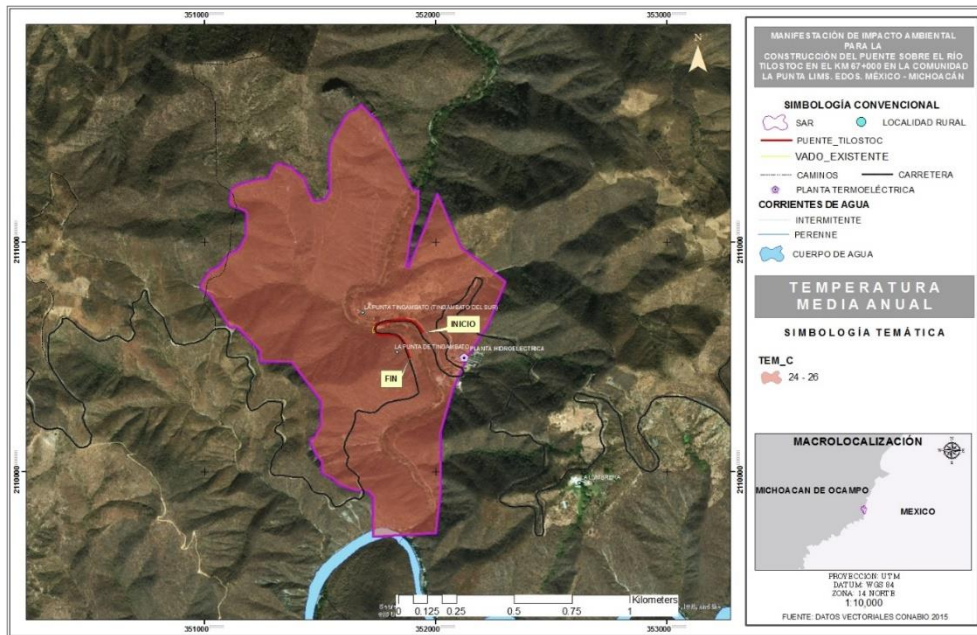 351000
352000
353000
2111000
2110000
2111000
2110000
351000
352000
353000
N
LA PUNTA TINGAMBATO (TINGAMBATO DEL SUR)
INICIO
LA PUNTA DE TINGAMBATO
PLANTA HIDROELÉCTRICA
FIN
Kilometers
0 0.125 0.25 0.5 0.75 1
MANIFESTACIÓN DE IMPACTO AMBIENTAL
PARA LA
CONSTRUCCIÓN DEL PUENTE SOBRE EL RÍO
TILOSTOC EN EL KM 67+000 EN LA COMUNIDAD
LA PUNTA LIMS. EDOS. MÉXICO - MICHOACÁN
SIMBOLOGÍA CONVENCIONAL
SAR
LOCALIDAD RURAL
PUENTE_TILOSTOC
VADO_EXISTENTE
CAMINOS
CARRETERA
PLANTA TERMOELÉCTRICA
CORRIENTES DE AGUA
INTERMITENTE
PERENNE
CUERPO DE AGUA
TEMPERATURA
MEDIA ANUAL
SIMBOLOGÍA TEMÁTICA
TEM_C
24 - 26
MACROLOCALIZACIÓN
MICHOACAN DE OCAMPO
MEXICO
PROYECCION: UTM
DATUM: WGS 84
ZONA: 14 NORTE
1:10,000
FUENTE: DATOS VECTORIALES CONABIO 2015